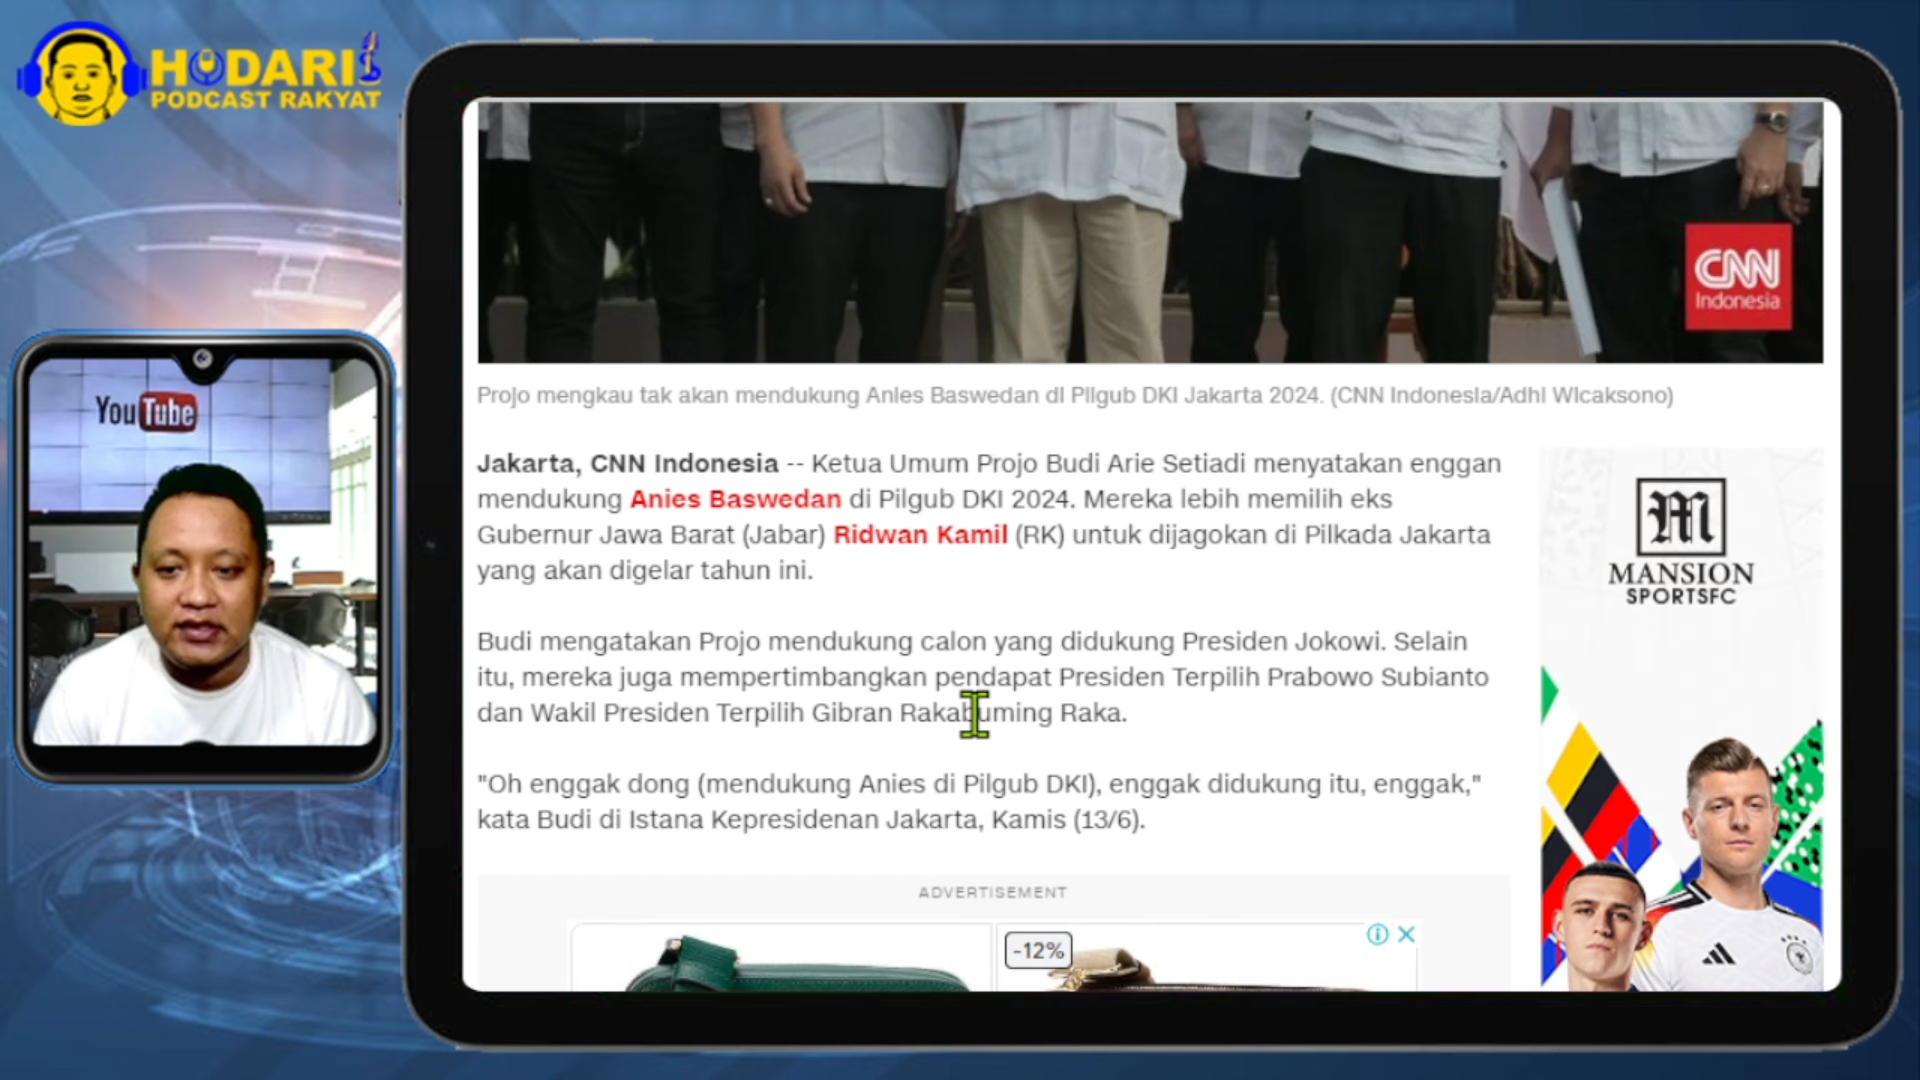 HODARI
PODCAST RAKYAT
YouTube
CNN
Indonesia
Projo mengkau tak akan mendukung Anies Baswedan di Pilgub DKI Jakarta 2024. (CNN Indonesia/Adhi Wicaksono)
Jakarta, CNN Indonesia -- Ketua Umum Projo Budi Arie Setiadi menyatakan enggan
mendukung Anies Baswedan di Pilgub DKI 2024. Mereka lebih memilih eks
Gubernur Jawa Barat (Jabar) Ridwan Kamil (RK) untuk dijagokan di Pilkada Jakarta
yang akan digelar tahun ini.
Budi mengatakan Projo mendukung calon yang didukung Presiden Jokowi. Selain
itu, mereka juga mempertimbangkan pendapat Presiden Terpilih Prabowo Subianto
dan Wakil Presiden Terpilih Gibran Rakabuming Raka.
"Oh enggak dong (mendukung Anies di Pilgub DKI), enggak didukung itu, enggak,"
kata Budi di Istana Kepresidenan Jakarta, Kamis (13/6).
ADVERTISEMENT
-12%
M
MANSION
SPORTSFC